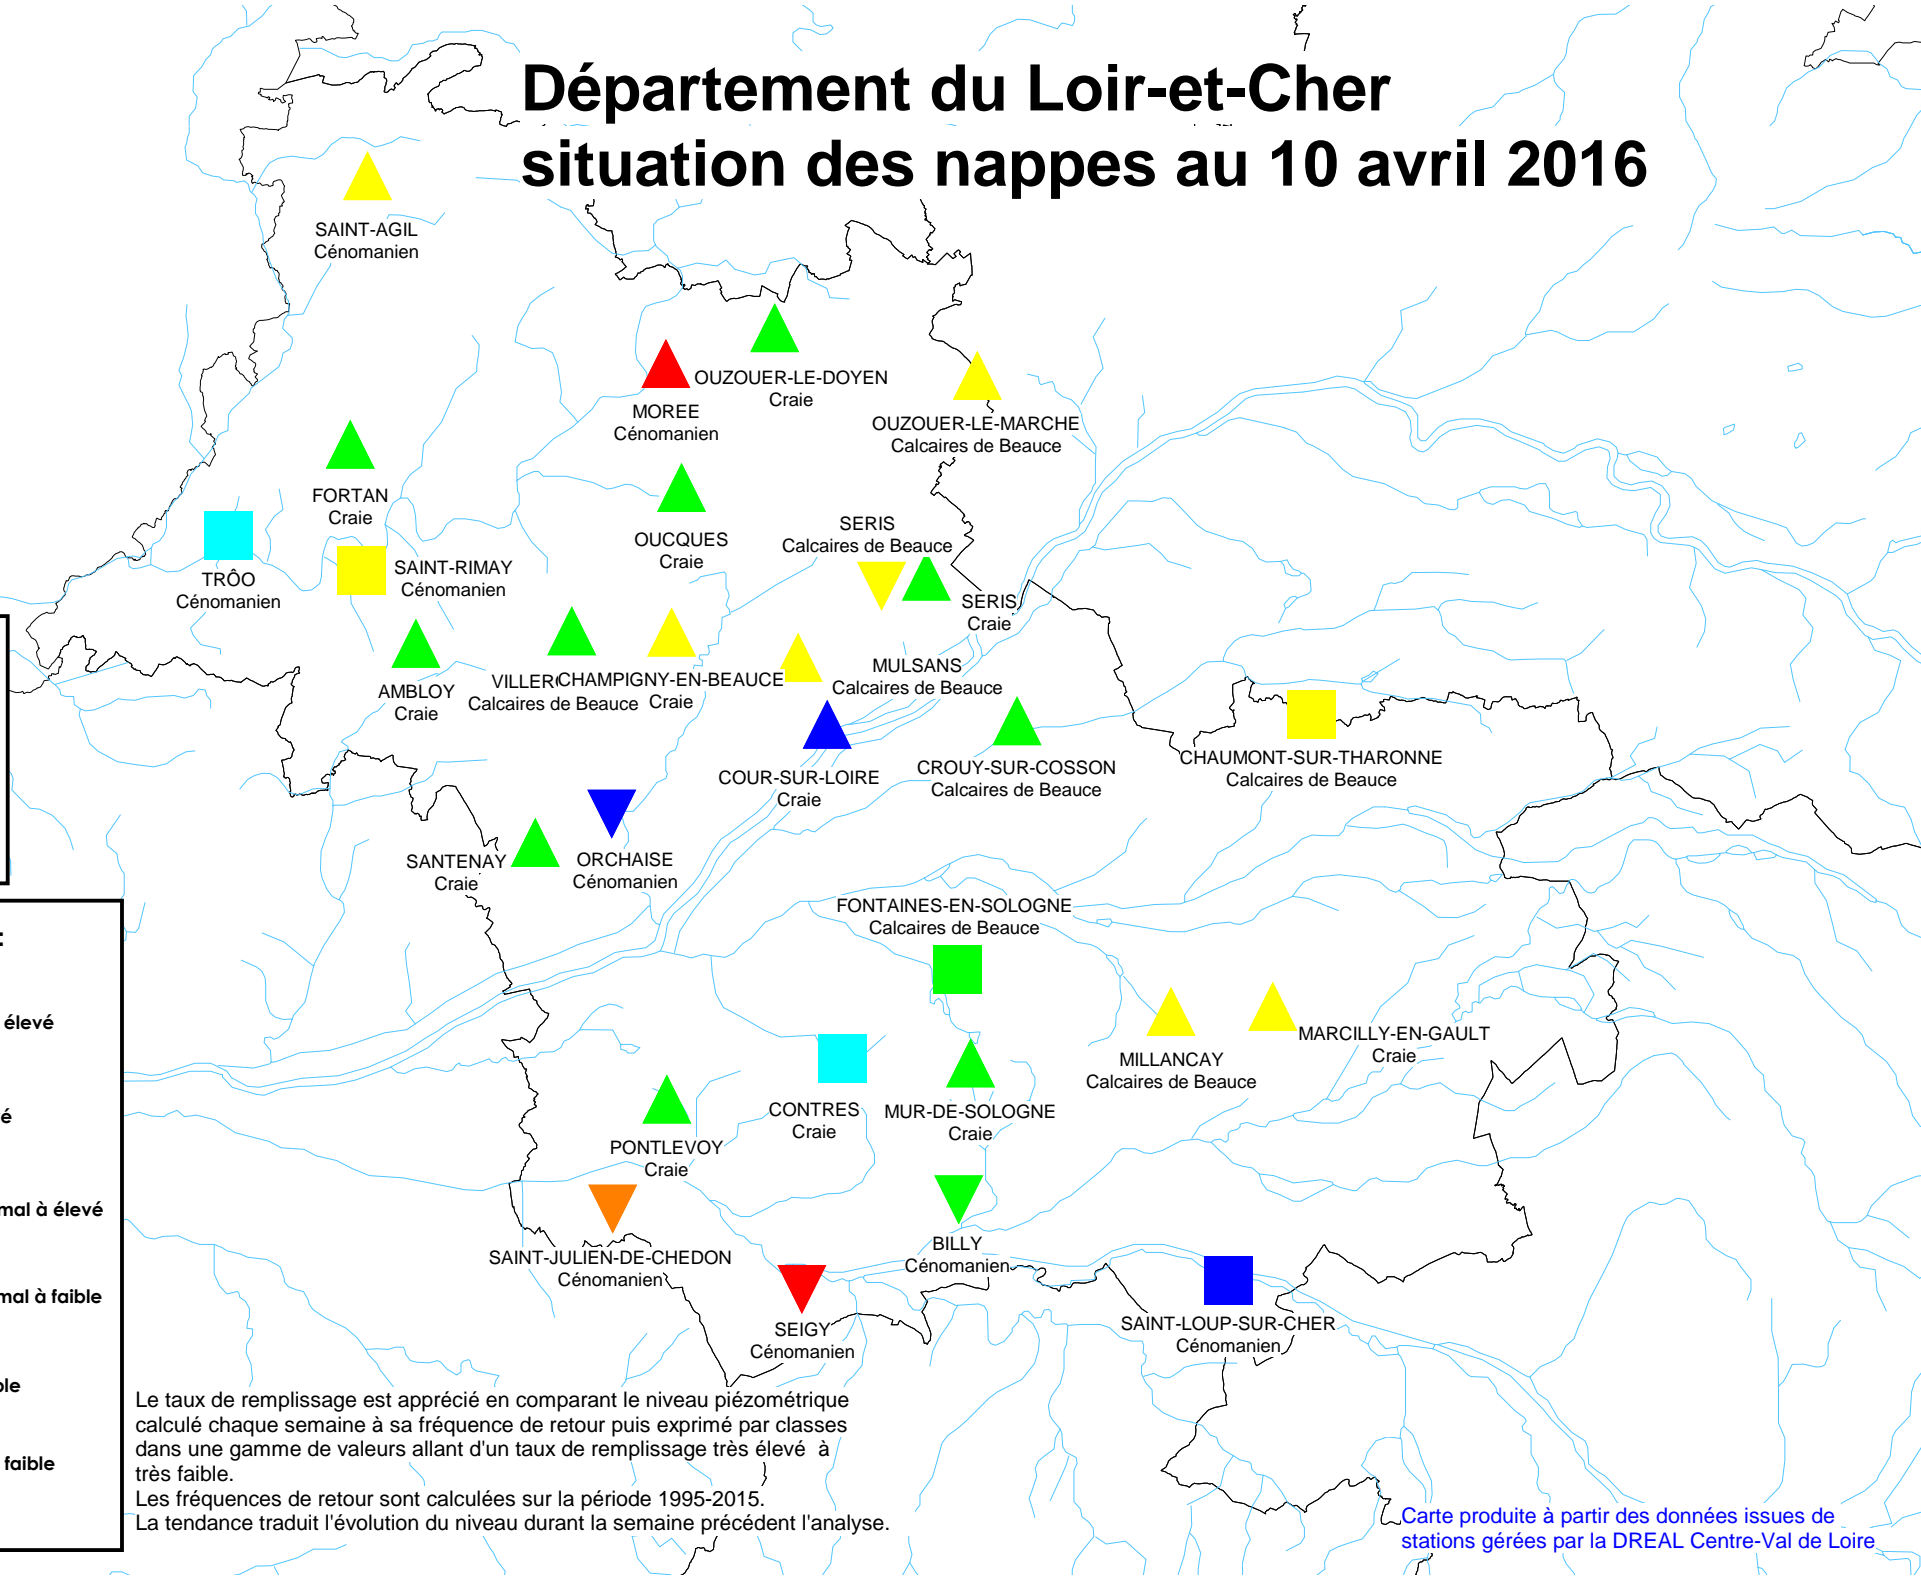 Département du Loir-et-Cher
situation des nappes au 10 avril 2016
SAINT-AGIL
Cénomanien
OUZOUER-LE-DOYEN
Craie
MOREE
Cénomanien
OUZOUER-LE-MARCHE
Calcaires de Beauce
FORTAN
Craie
OUCQUES
Craie
SERIS
Calcaires de Beauce
TRÔO
Cénomanien
SAINT-RIMAY
Cénomanien
SERIS
Craie
AMBLOY
Craie
Calcaires de Beauce
CHAMPIGNY-EN-BEAUCE
Craie
MULSANS
Calcaires de Beauce
COUR-SUR-LOIRE
Craie
CROUY-SUR-COSSON
Calcaires de Beauce
CHAUMONT-SUR-THARONNE
Calcaires de Beauce
SANTENAY
Craie
ORCHAISE
Cénomanien
FONTAINES-EN-SOLOGNE
Calcaires de Beauce
MILLANCAY
Calcaires de Beauce
MARCILLY-EN-GAULT
Craie
CONTRES
Craie
MUR-DE-SOLOGNE
Craie
PONTLEVOY
Craie
SAINT-JULIEN-DE-CHEDON
Cénomanien
BILLY
Cénomanien
SEIGY
Cénomanien
SAINT-LOUP-SUR-CHER
Cénomanien
:
élevé
é
mal à élevé
mal à faible
ble
faible
Le taux de remplissage est apprécié en comparant le niveau piézométrique
calculé chaque semaine à sa fréquence de retour puis exprimé par classes
dans une gamme de valeurs allant d'un taux de remplissage très élevé à
très faible.
Les fréquences de retour sont calculées sur la période 1995-2015.
La tendance traduit l'évolution du niveau durant la semaine précédent l'analyse.
Carte produite à partir des données issues de
stations gérées par la DREAL Centre-Val de Loire